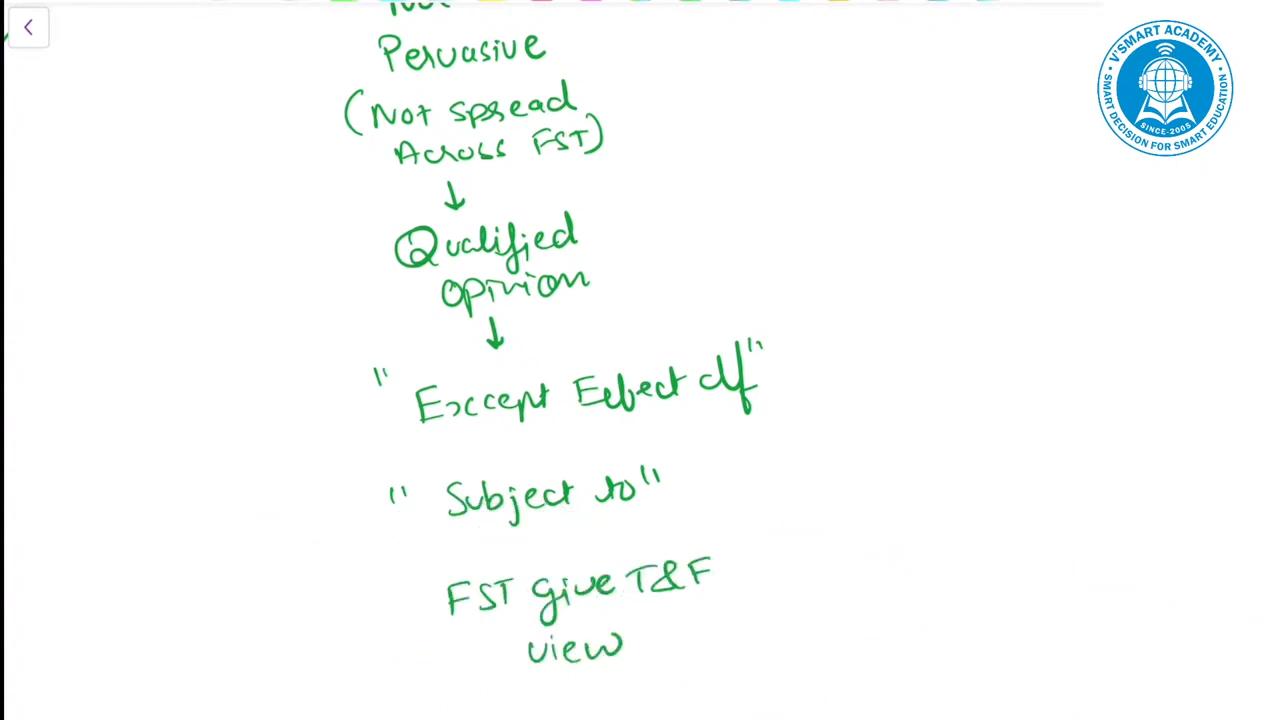 Not
Pervasive
(Not spread
Across FST)
↓
Qualified
opinion
↓
"Except Effect of"
"Subject to"
FST give T&F
view
V'SMART ACADEMY
SINCE-2005
SMART DECISION FOR SMART EDUCATION